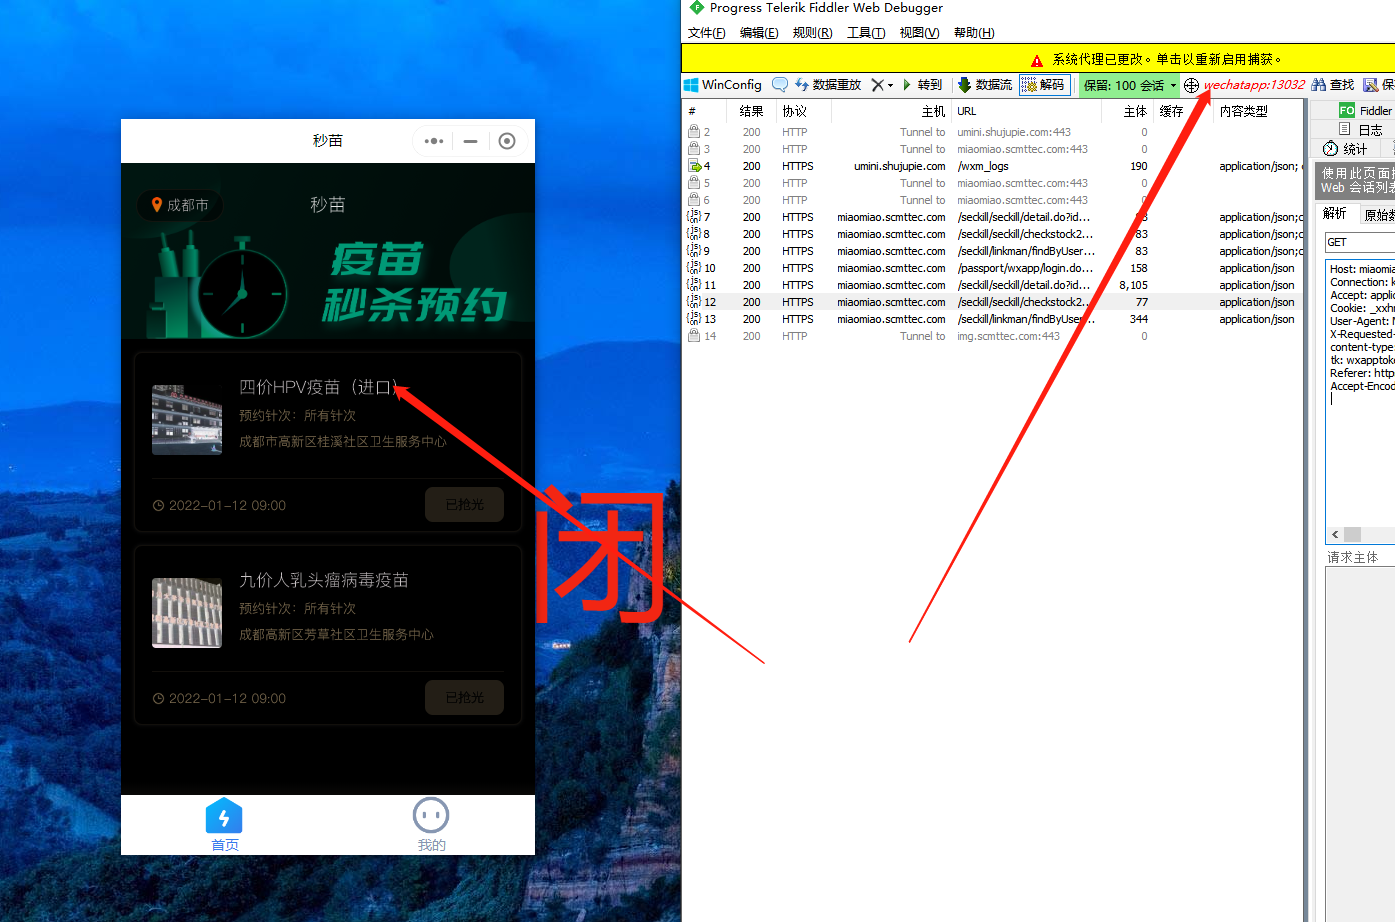 秒苗
成都市
秒苗
疫苗
秒杀预约
四价HPV疫苗（进口）
预约针次：所有针次
成都市高新区桂溪社区卫生服务中心
2022-01-12 09:00
已抢光
九价人乳头瘤病毒疫苗
预约针次：所有针次
成都高新区芳草社区卫生服务中心
2022-01-12 09:00
已抢光
首页
我的
闭
Progress Telerik Fiddler Web Debugger
文件(F) 编辑(E) 规则(R) 工具(T) 视图(V) 帮助(H)
系统代理已更改。单击以重新启用捕获。
WinConfig 数据重放 转到 数据流 解码 保留: 100 会话 wechatapp:13032 查找
# 结果 协议 主机 URL 主体 缓存 内容类型
2 200 HTTP Tunnel to umini.shujupie.com:443 0
3 200 HTTP Tunnel to miaomiao.scmttec.com:443 0
4 200 HTTPS umini.shujupie.com /wxm_logs 190 application/json;
5 200 HTTP Tunnel to miaomiao.scmttec.com:443 0
6 200 HTTP Tunnel to miaomiao.scmttec.com:443 0
7 200 HTTPS miaomiao.scmttec.com /seckill/seckill/detail.do?id... application/json;c
8 200 HTTPS miaomiao.scmttec.com /seckill/seckill/checkstock2... 83 application/json;c
9 200 HTTPS miaomiao.scmttec.com /seckill/linkman/findByUser... 83 application/json;c
10 200 HTTPS miaomiao.scmttec.com /passport/wxapp/login.do... 158 application/json
11 200 HTTPS miaomiao.scmttec.com /seckill/seckill/detail.do?id... 8,105 application/json
12 200 HTTPS miaomiao.scmttec.com /seckill/seckill/checkstock2... 77 application/json
13 200 HTTPS miaomiao.scmttec.com /seckill/linkman/findByUser... 344 application/json
14 200 HTTP Tunnel to img.scmttec.com:443 0
FO Fiddler
日志
统计
使用此页面
Web 会话列表
解析 原始数
GET
Host: miaomia
Connection: k
Accept: applic
Cookie: _xxhm
User-Agent: M
X-Requested-
content-type:
tk: wxapptoke
Referer: http
Accept-Encod
请求主体